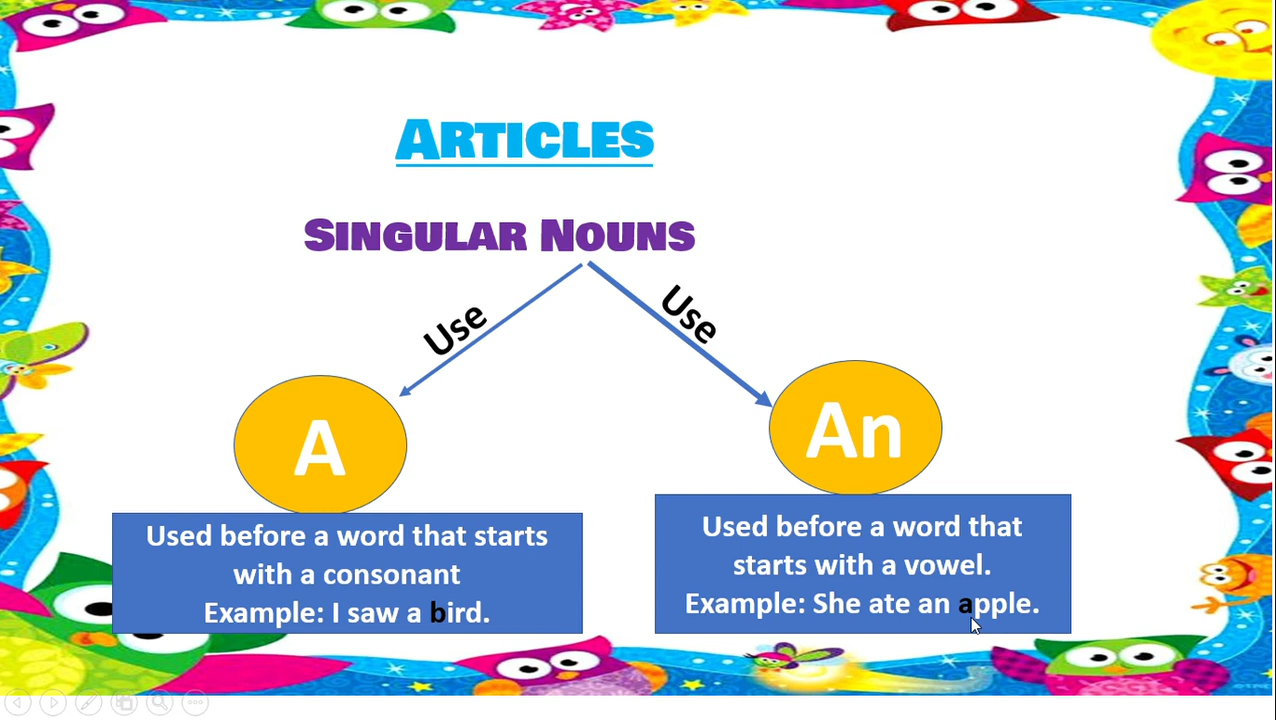 ARTICLES
SINGULAR NOUNS
Use
Use
A
An
Used before a word that starts
with a consonant
Example: I saw a bird.
Used before a word that
starts with a vowel.
Example: She ate an apple.